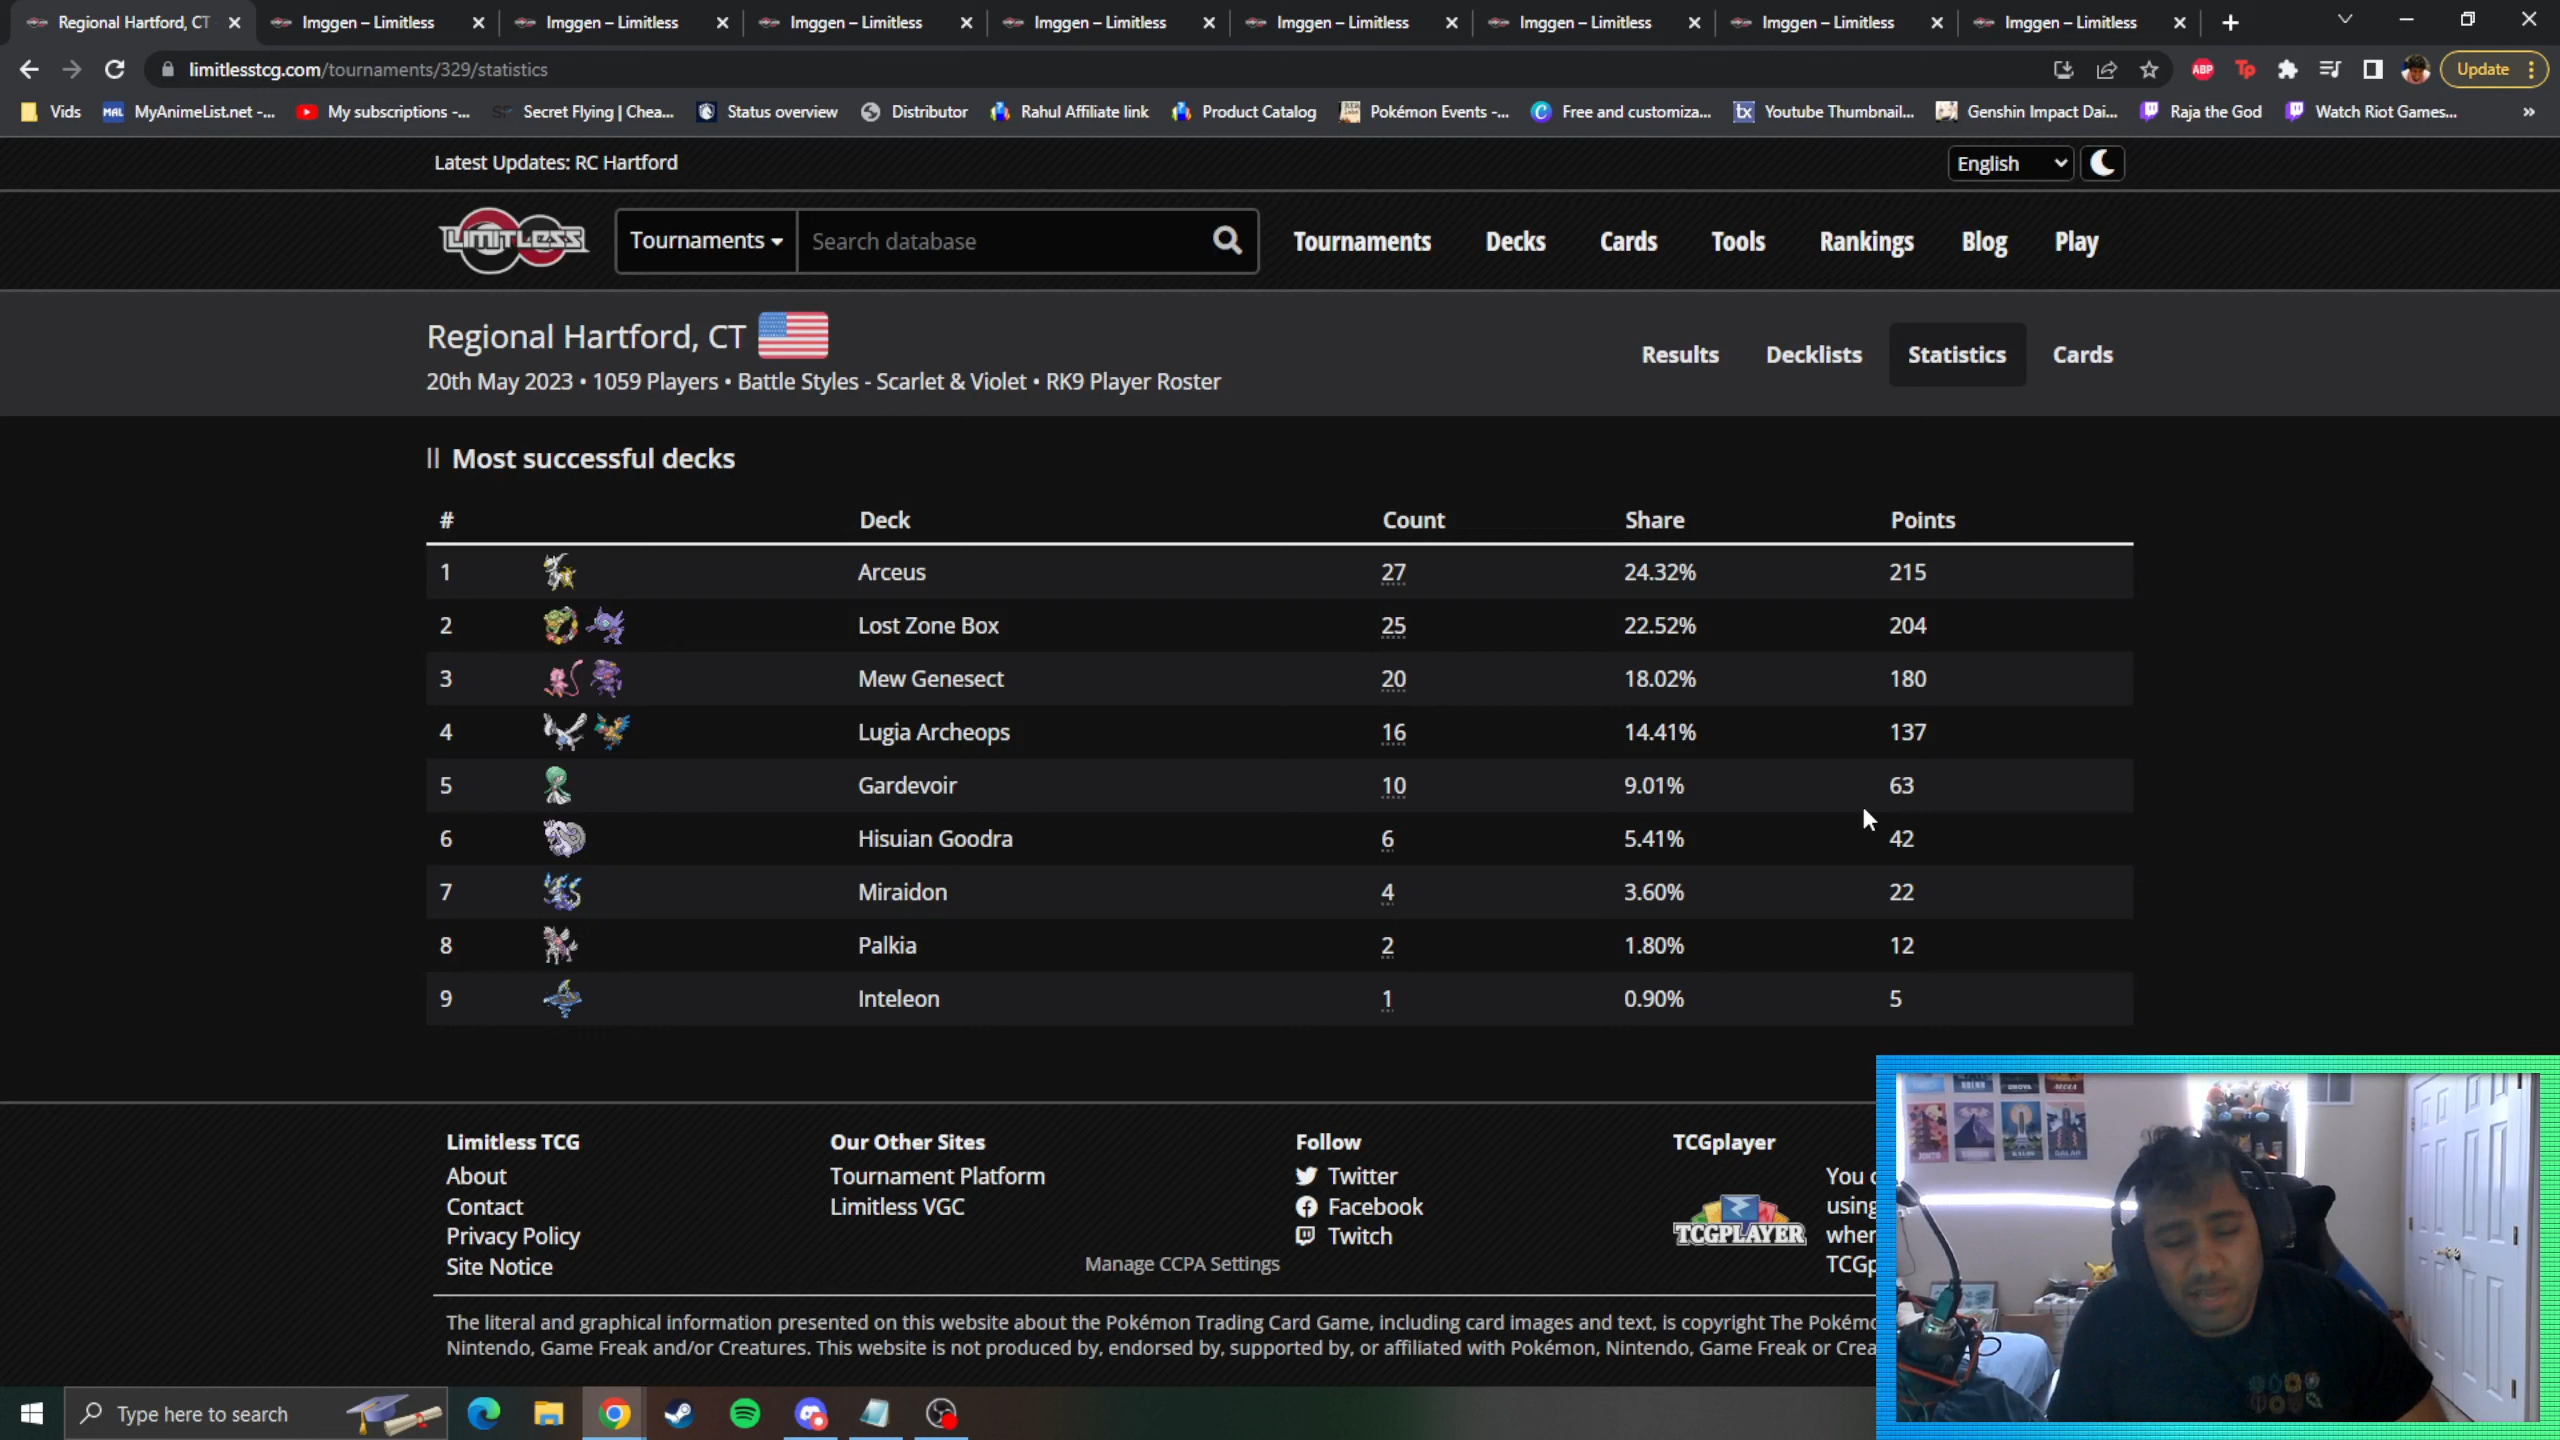 Regional Hartford, CT
Imggen – Limitless
Imggen – Limitless
Imggen – Limitless
Imggen – Limitless
Imggen – Limitless
Imggen – Limitless
Imggen – Limitless
Imggen – Limitless
limitlesstcg.com/tournaments/329/statistics
ABP
Tp
Update
Vids
MAL
MyAnimeList.net -...
My subscriptions -...
SF
Secret Flying | Chea...
Status overview
Distributor
Rahul Affiliate link
Product Catalog
Pokémon Events -...
Free and customiza...
tx
Youtube Thumbnail...
Genshin Impact Dai...
Raja the God
Watch Riot Games...
»
Latest Updates: RC Hartford
English
LIMITLESS
Tournaments
Search database
Tournaments
Decks
Cards
Tools
Rankings
Blog
Play
Regional Hartford, CT
20th May 2023 • 1059 Players • Battle Styles - Scarlet & Violet • RK9 Player Roster
Results
Decklists
Statistics
Cards
Most successful decks
# Deck Count Share Points
1 Arceus 27 24.32% 215
2 Lost Zone Box 25 22.52% 204
3 Mew Genesect 20 18.02% 180
4 Lugia Archeops 16 14.41% 137
5 Gardevoir 10 9.01% 63
6 Hisuian Goodra 6 5.41% 42
7 Miraidon 4 3.60% 22
8 Palkia 2 1.80% 12
9 Inteleon 1 0.90% 5
Limitless TCG
About
Contact
Privacy Policy
Site Notice
Our Other Sites
Tournament Platform
Limitless VGC
Follow
Twitter
Facebook
Twitch
TCGplayer
TCGPLAYER
You
using
when
TCGp
Manage CCPA Settings
The literal and graphical information presented on this website about the Pokémon Trading Card Game, including card images and text, is copyright The Pokémo
Nintendo, Game Freak and/or Creatures. This website is not produced by, endorsed by, supported by, or affiliated with Pokémon, Nintendo, Game Freak or Crea
Type here to search